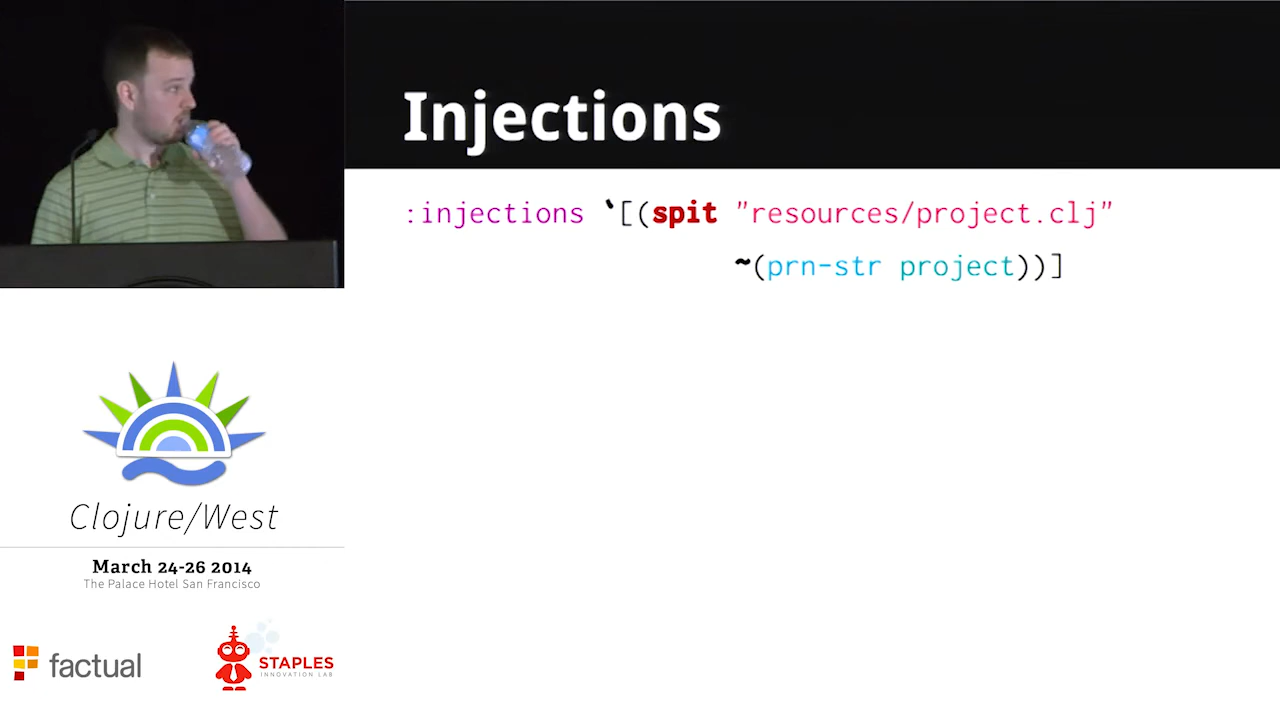 Injections
:injections `[(spit "resources/project.clj"
~(prn-str project))]
Clojure/West
March 24-26 2014
The Palace Hotel San Francisco
factual
STAPLES
INNOVATION LAB